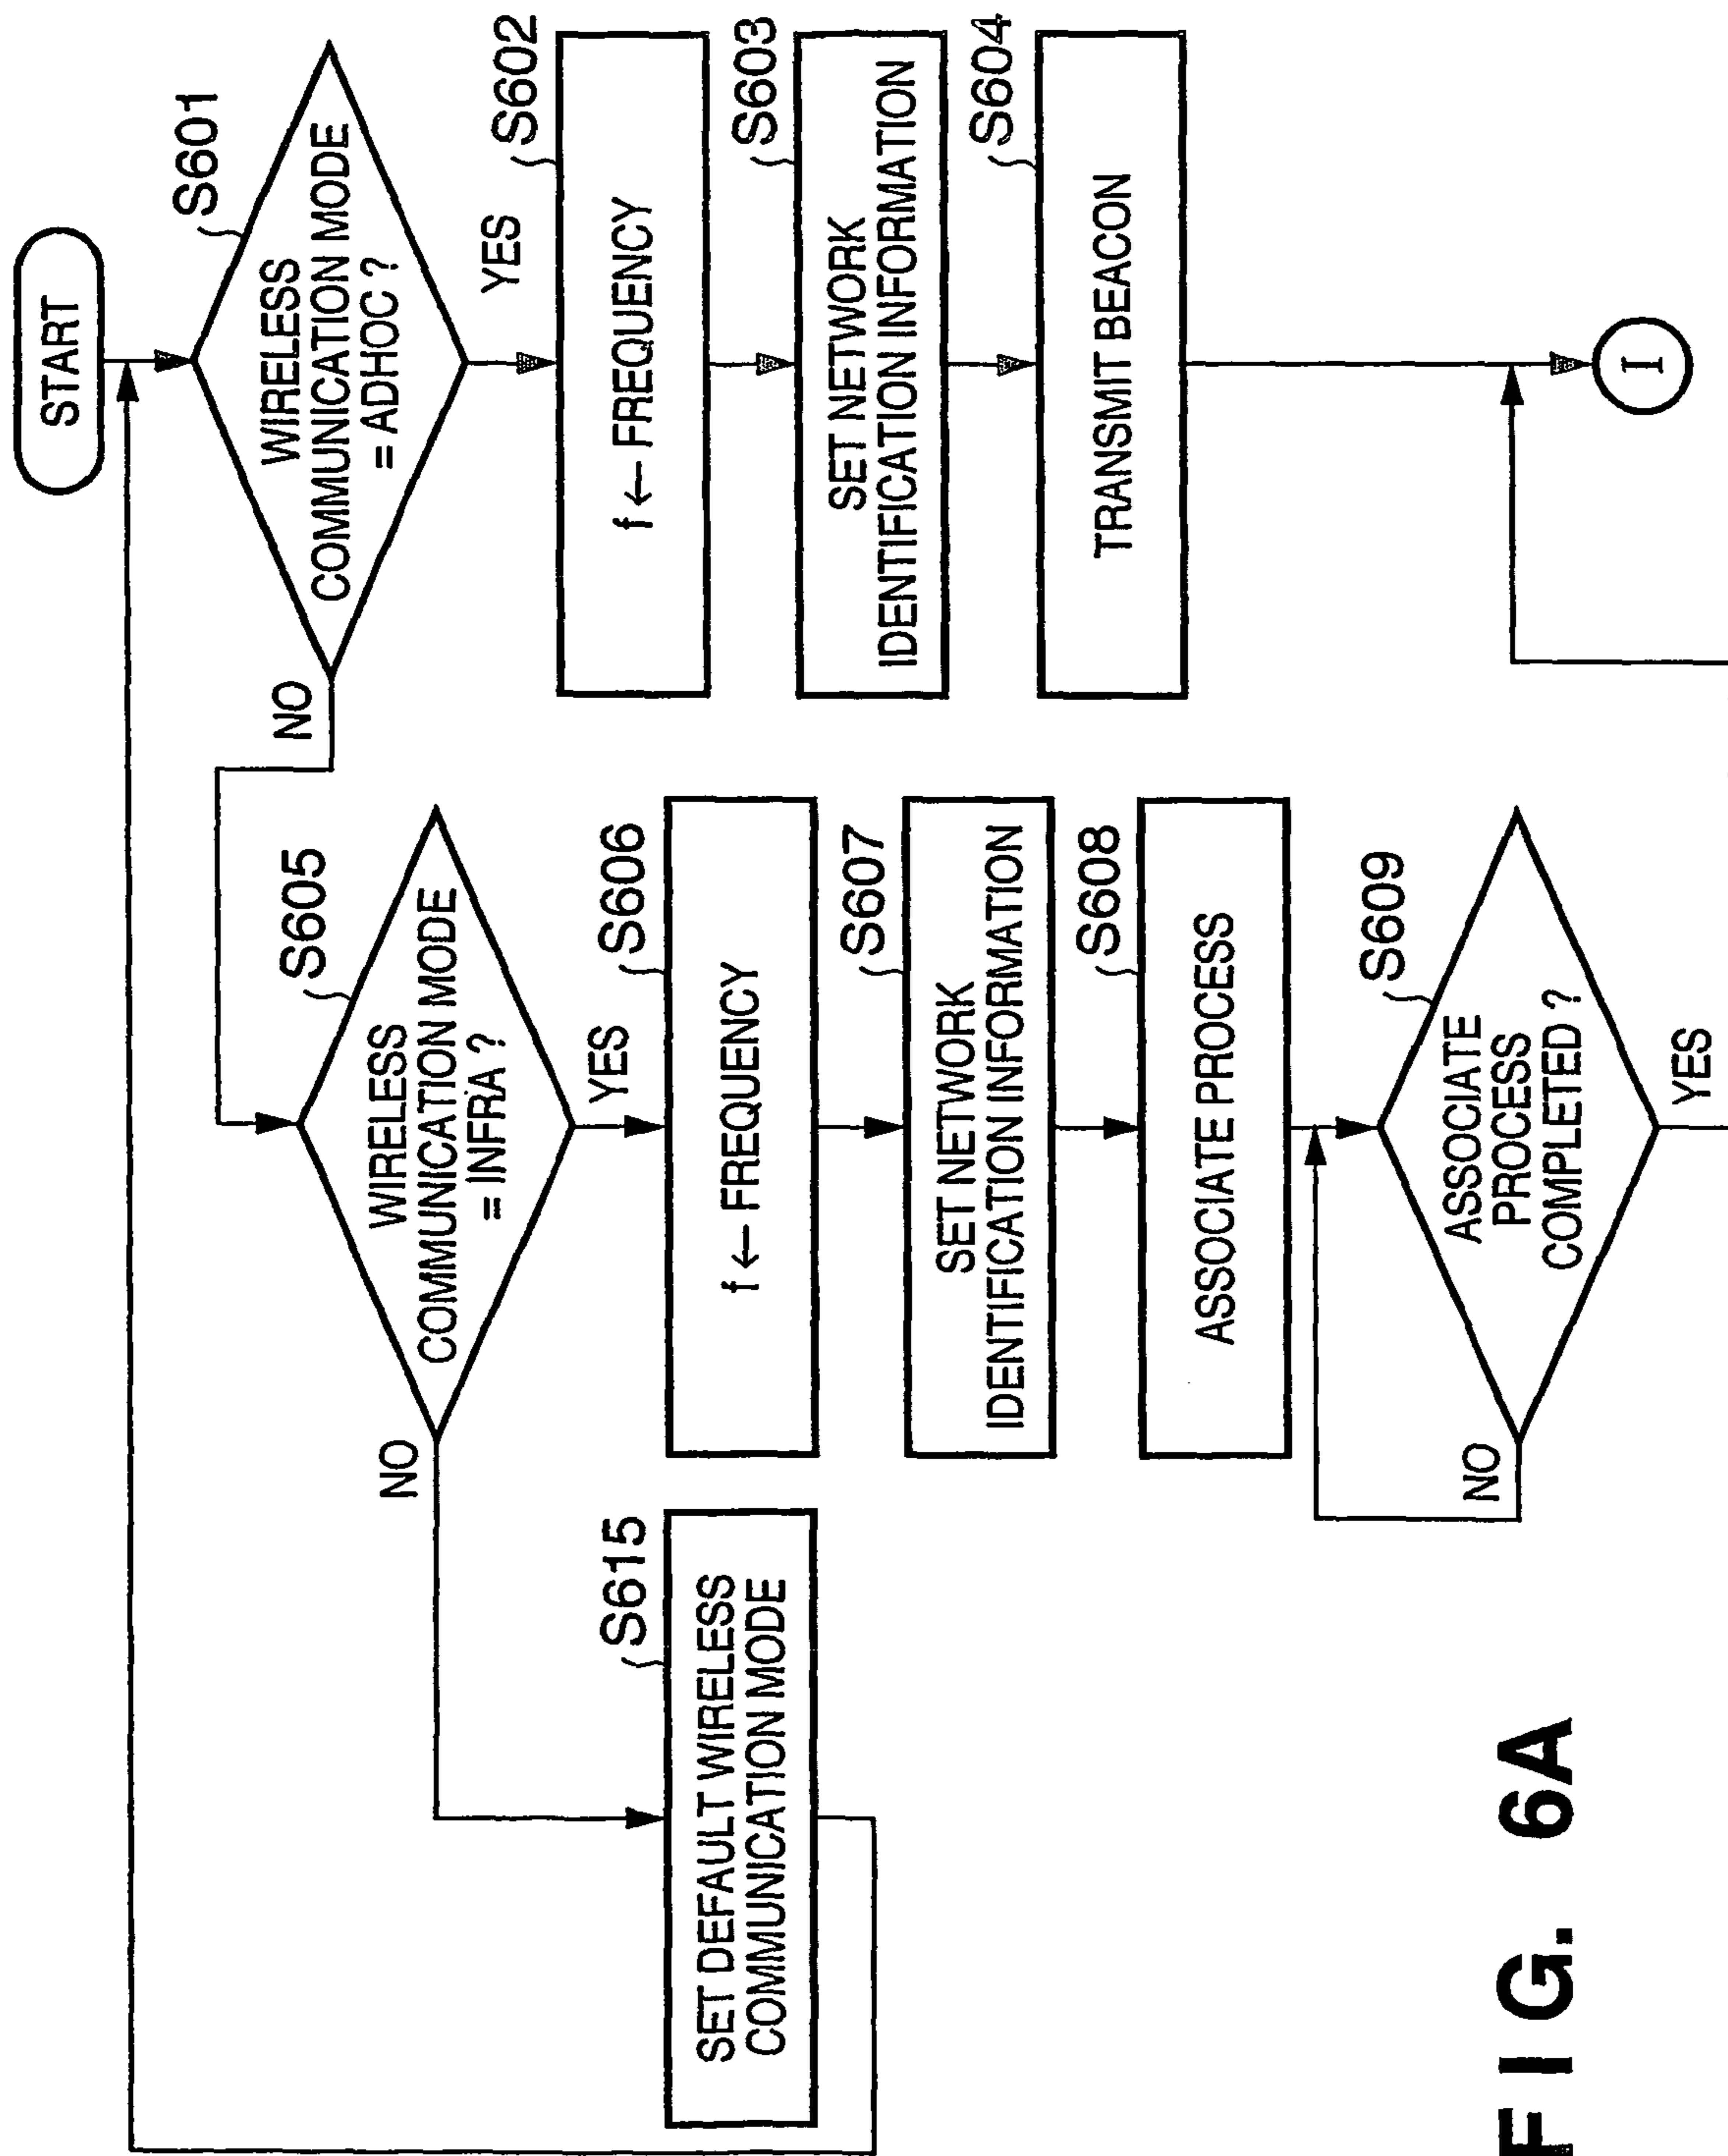 START
S601
WIRELESS
COMMUNICATION MODE
= ADHOC ?
YES
NO
S602
f ← FREQUENCY
S603
SET NETWORK
IDENTIFICATION INFORMATION
S604
TRANSMIT BEACON
I
S605
WIRELESS
COMMUNICATION MODE
= INFRA ?
YES
NO
S606
f ← FREQUENCY
S607
SET NETWORK
IDENTIFICATION INFORMATION
S608
ASSOCIATE PROCESS
S609
ASSOCIATE
PROCESS
COMPLETED ?
NO
YES
S615
SET DEFAULT WIRELESS
COMMUNICATION MODE
FIG. 6A